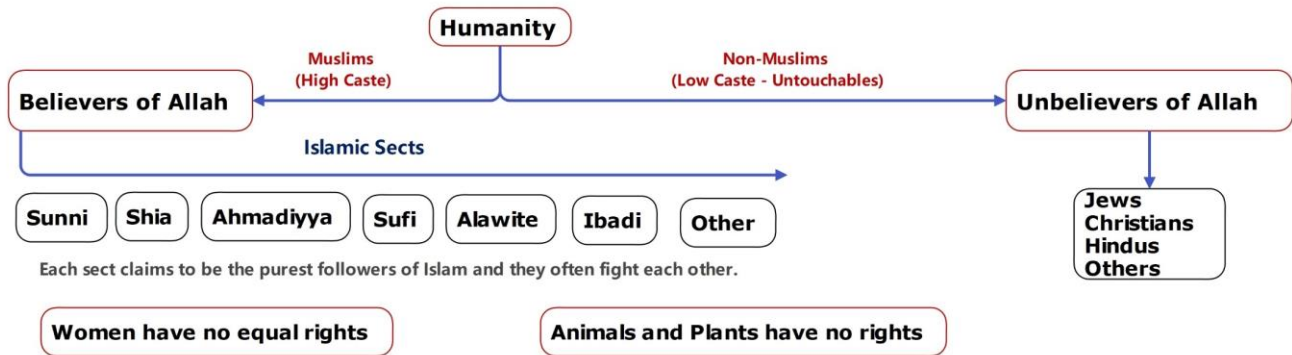 Humanity
Muslims
(High Caste)
Non-Muslims
(Low Caste - Untouchables)
Believers of Allah
Unbelievers of Allah
Islamic Sects
Sunni
Shia
Ahmadiyya
Sufi
Alawite
Ibadi
Other
Jews
Christians
Hindus
Others
Each sect claims to be the purest followers of Islam and they often fight each other.
Women have no equal rights
Animals and Plants have no rights